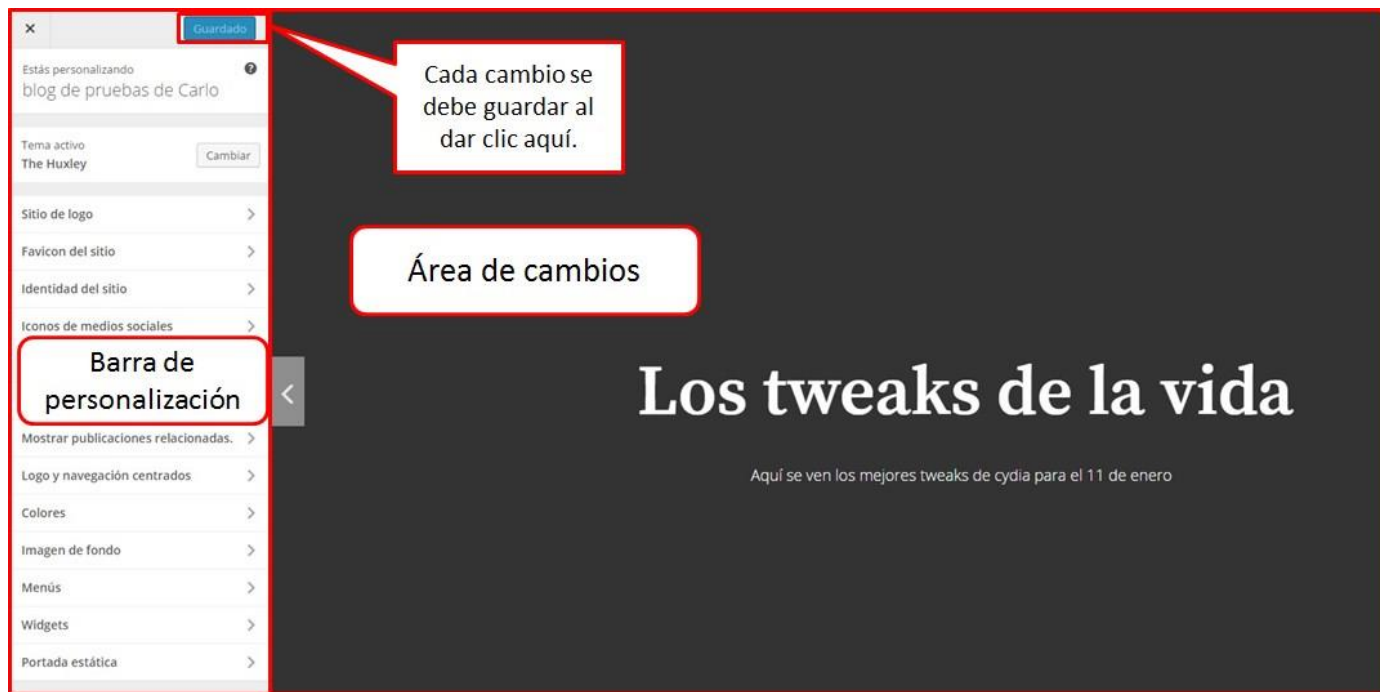 Guardado
Estás personalizando
blog de pruebas de Carlo
Tema activo
The Huxley
Cambiar
Sitio de logo
Favicon del sitio
Identidad del sitio
Iconos de medios sociales
Barra de
personalización
Mostrar publicaciones relacionadas.
Logo y navegación centrados
Colores
Imagen de fondo
Menús
Widgets
Portada estática
Cada cambio se
debe guardar al
dar clic aquí.
Área de cambios
Los tweaks de la vida
Aquí se ven los mejores tweaks de cydia para el 11 de enero